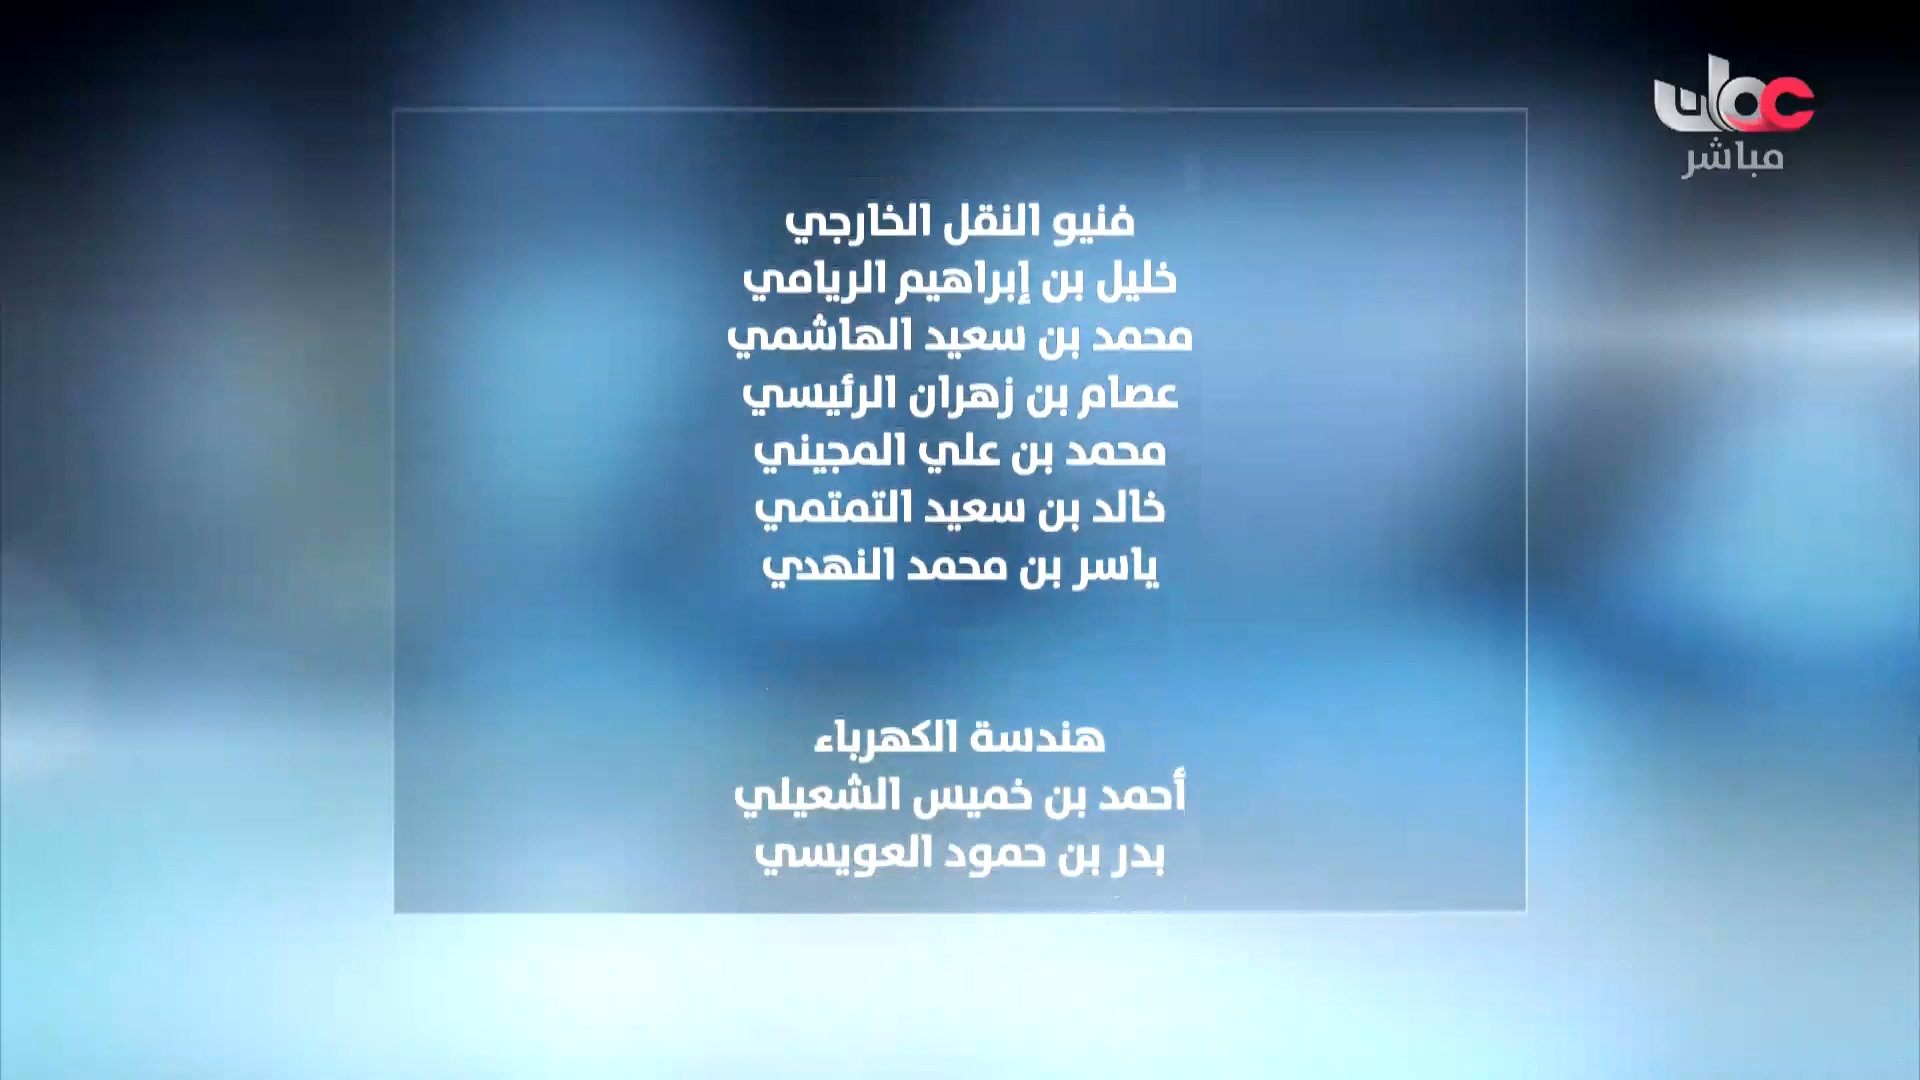 عمان
مباشر
فنيو النقل الخارجي
خليل بن إبراهيم الريامي
محمد بن سعيد الهاشمي
عصام بن زهران الرئيسي
محمد بن علي المجيني
خالد بن سعيد التمتمي
ياسر بن محمد النهدي
هندسة الكهرباء
أحمد بن خميس الشعيلي
بدر بن حمود العويسي